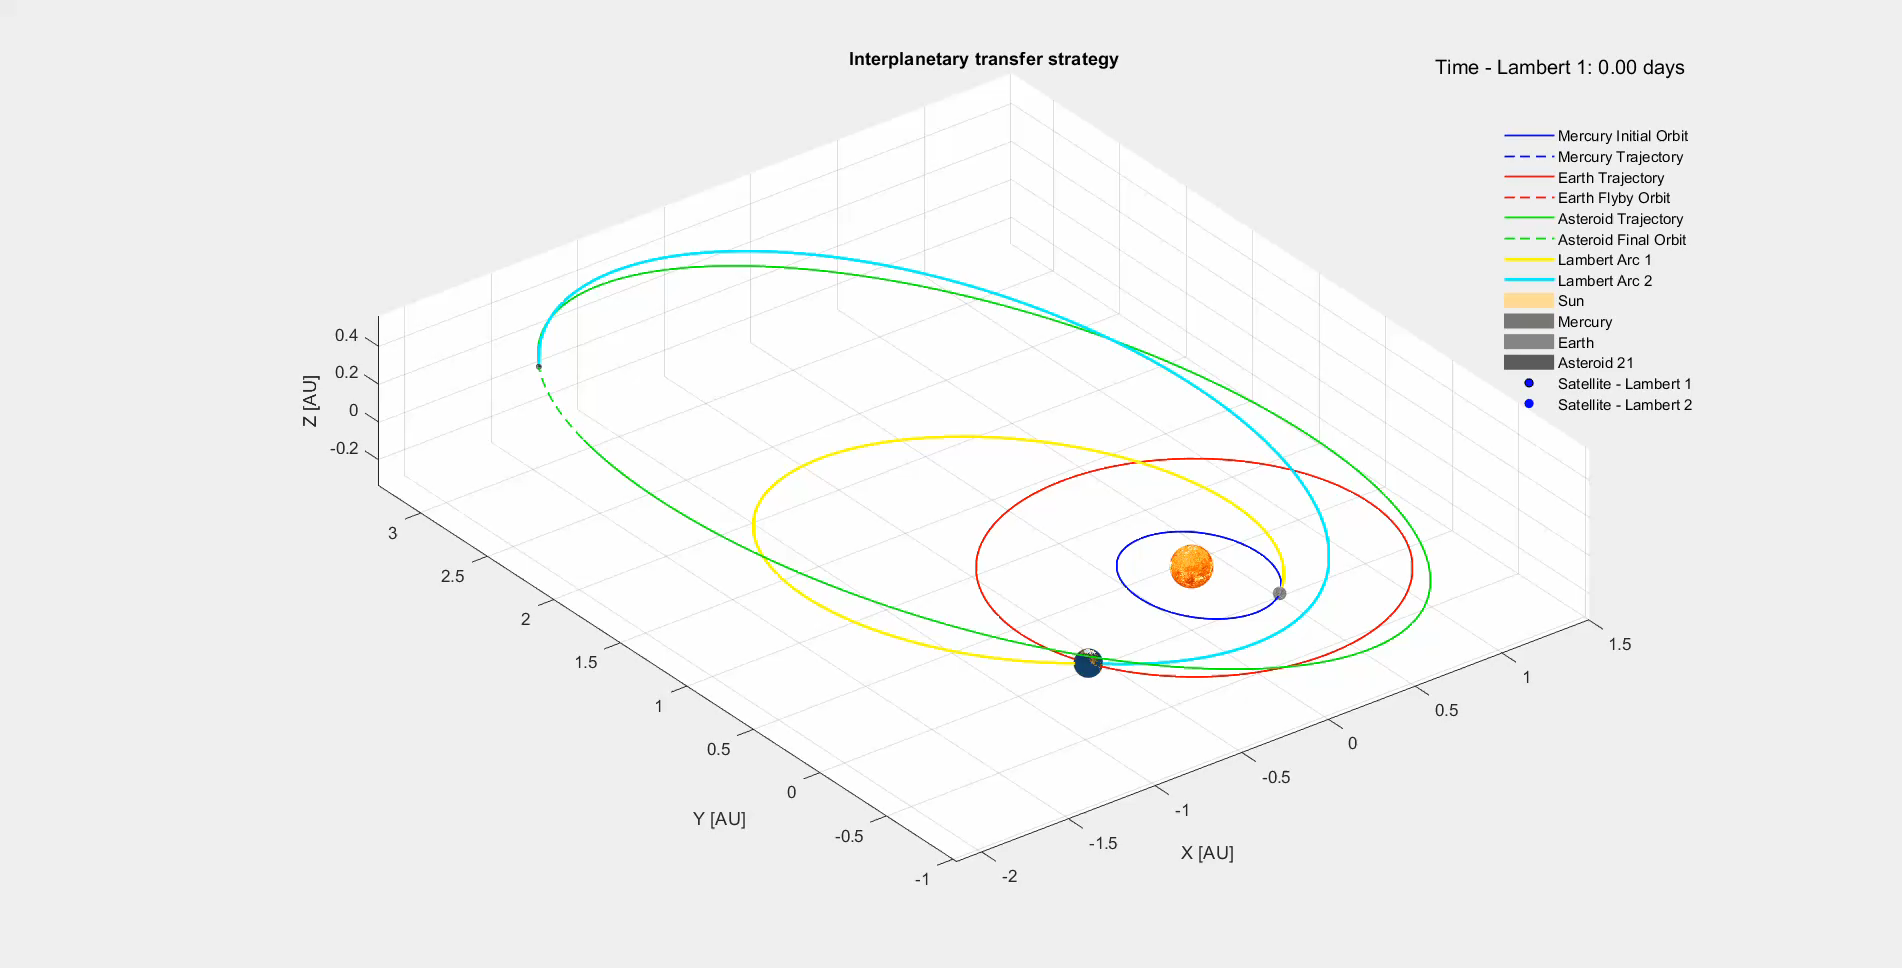 Interplanetary transfer strategy
Time - Lambert 1: 0.00 days
Mercury Initial Orbit
Mercury Trajectory
Earth Trajectory
Earth Flyby Orbit
Asteroid Trajectory
Asteroid Final Orbit
Lambert Arc 1
Lambert Arc 2
Sun
Mercury
Earth
Asteroid 21
Satellite - Lambert 1
Satellite - Lambert 2
0.4
0.2
0
-0.2
Z [AU]
3
2.5
2
1.5
1
0.5
0
-0.5
-1
Y [AU]
-2
-1.5
-1
-0.5
0
0.5
1
1.5
X [AU]